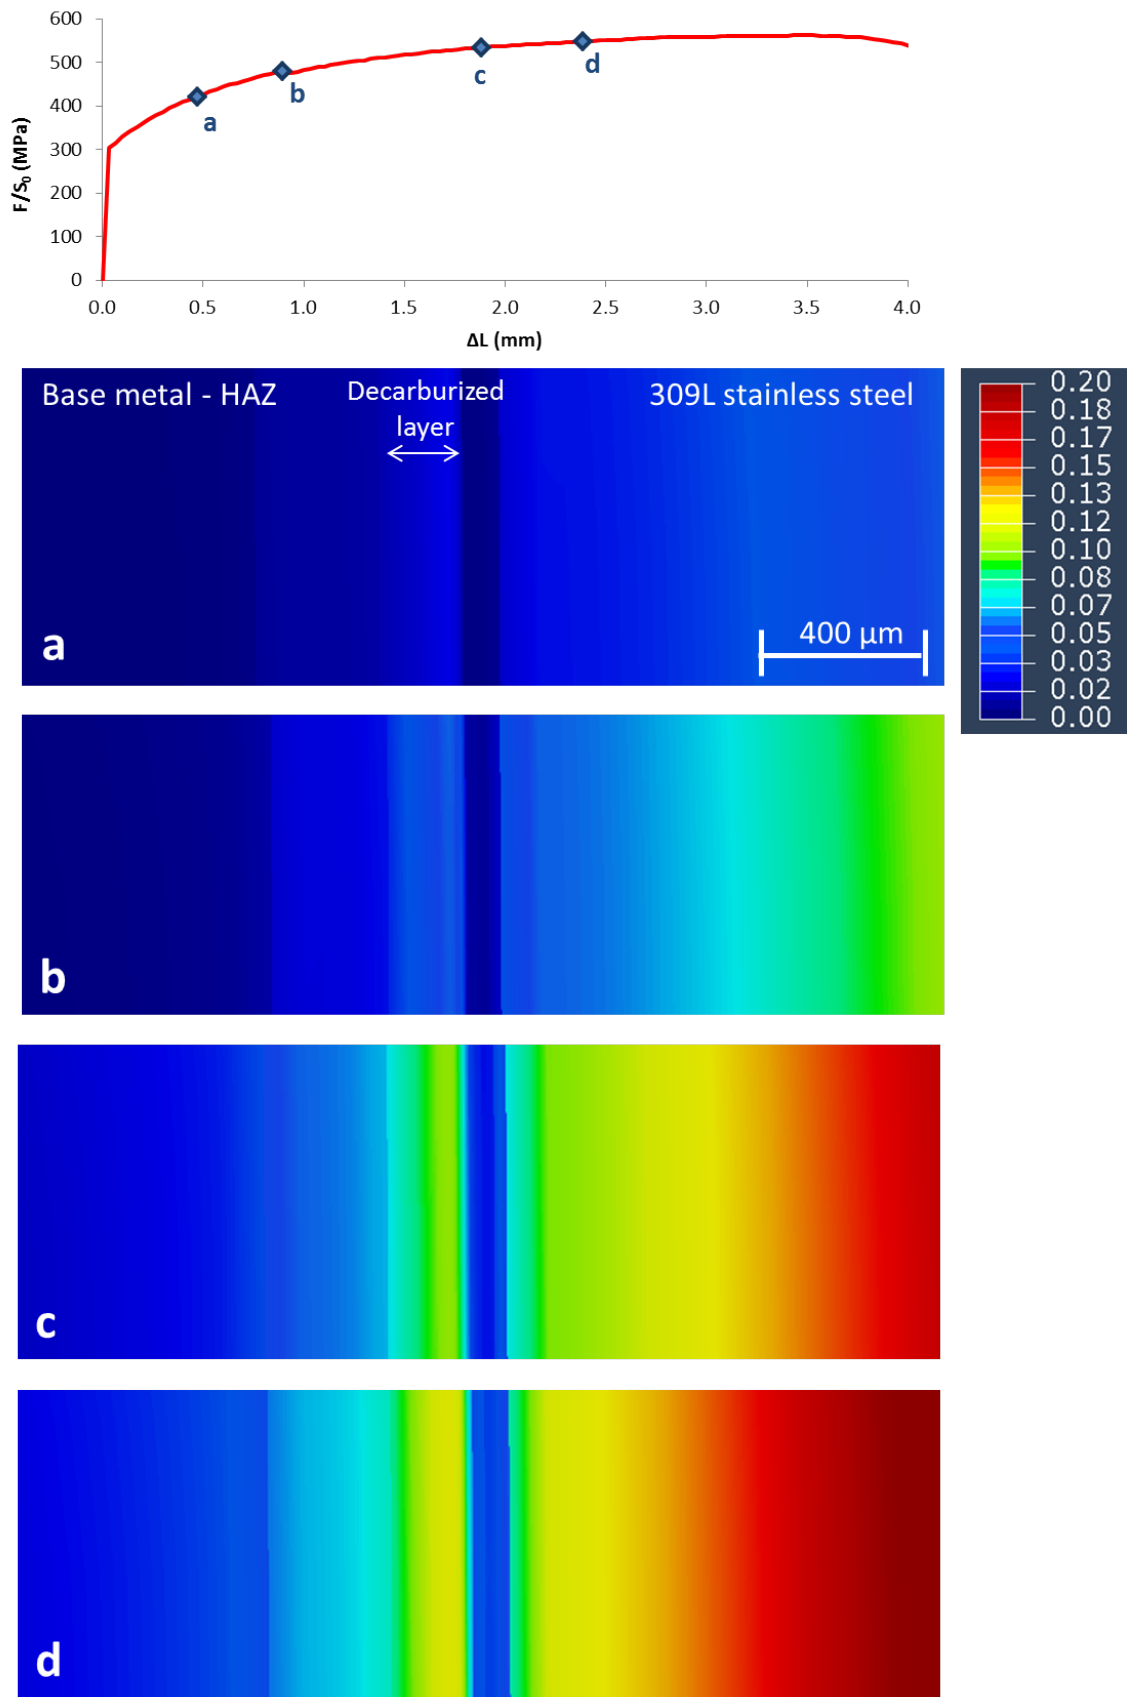 600
500
400
300
200
100
0
F/S₀ (MPa)
a
b
c
d
0.0 0.5 1.0 1.5 2.0 2.5 3.0 3.5 4.0
ΔL (mm)
Base metal - HAZ
Decarburized
layer
309L stainless steel
400 µm
a
0.20
0.18
0.17
0.15
0.13
0.12
0.10
0.08
0.07
0.05
0.03
0.02
0.00
b
c
d